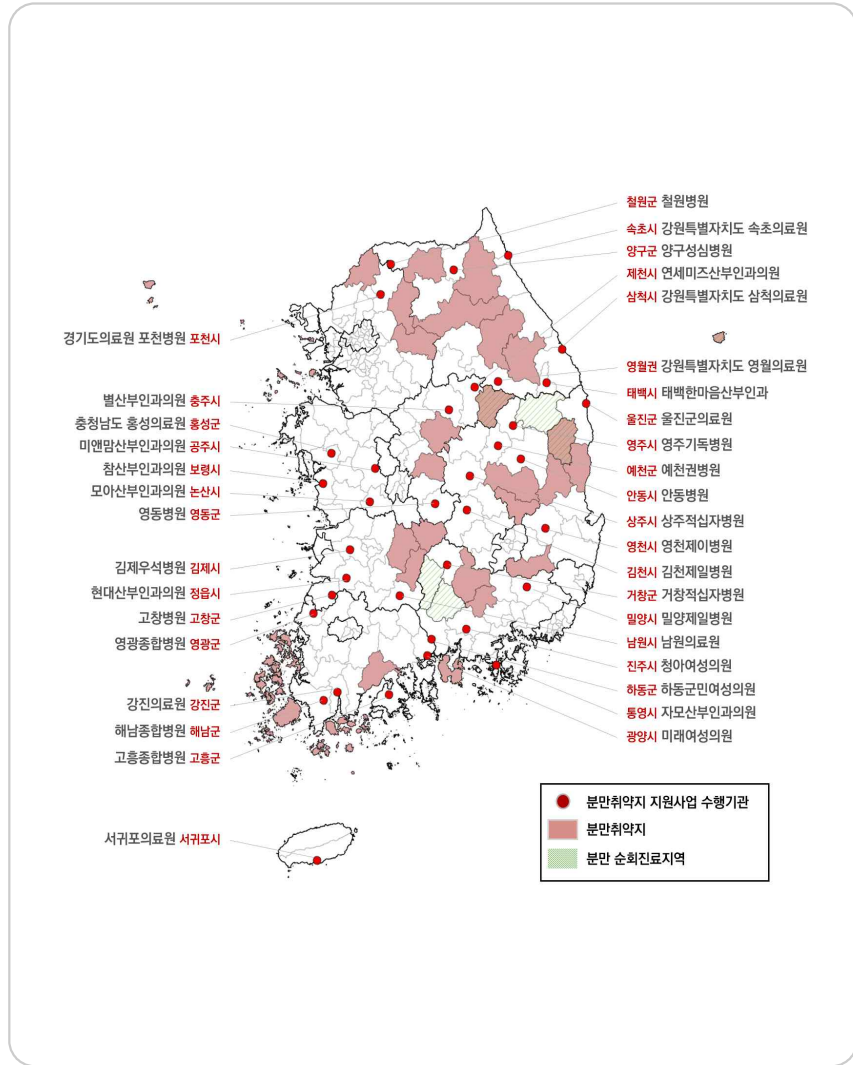 철원군 철원병원
속초시 강원특별자치도 속초의료원
양구군 양구성심병원
제천시 연세미즈산부인과의원
삼척시 강원특별자치도 삼척의료원
경기도의료원 포천병원 포천시
영월권 강원특별자치도 영월의료원
태백시 태백한마음산부인과
울진군 울진군의료원
영주시 영주기독병원
예천군 예천권병원
안동시 안동병원
상주시 상주적십자병원
영천시 영천제이병원
김천시 김천제일병원
거창군 거창적십자병원
밀양시 밀양제일병원
남원시 남원의료원
진주시 청아여성의원
하동군 하동군민여성의원
통영시 자모산부인과의원
광양시 미래여성의원
별산부인과의원 충주시
충청남도 홍성의료원 홍성군
미앤맘산부인과의원 공주시
참산부인과의원 보령시
모아산부인과의원 논산시
영동병원 영동군
김제우석병원 김제시
현대산부인과의원 정읍시
고창병원 고창군
영광종합병원 영광군
강진의료원 강진군
해남종합병원 해남군
고흥종합병원 고흥군
서귀포의료원 서귀포시
분만취약지 지원사업 수행기관
분만취약지
분만 순회진료지역